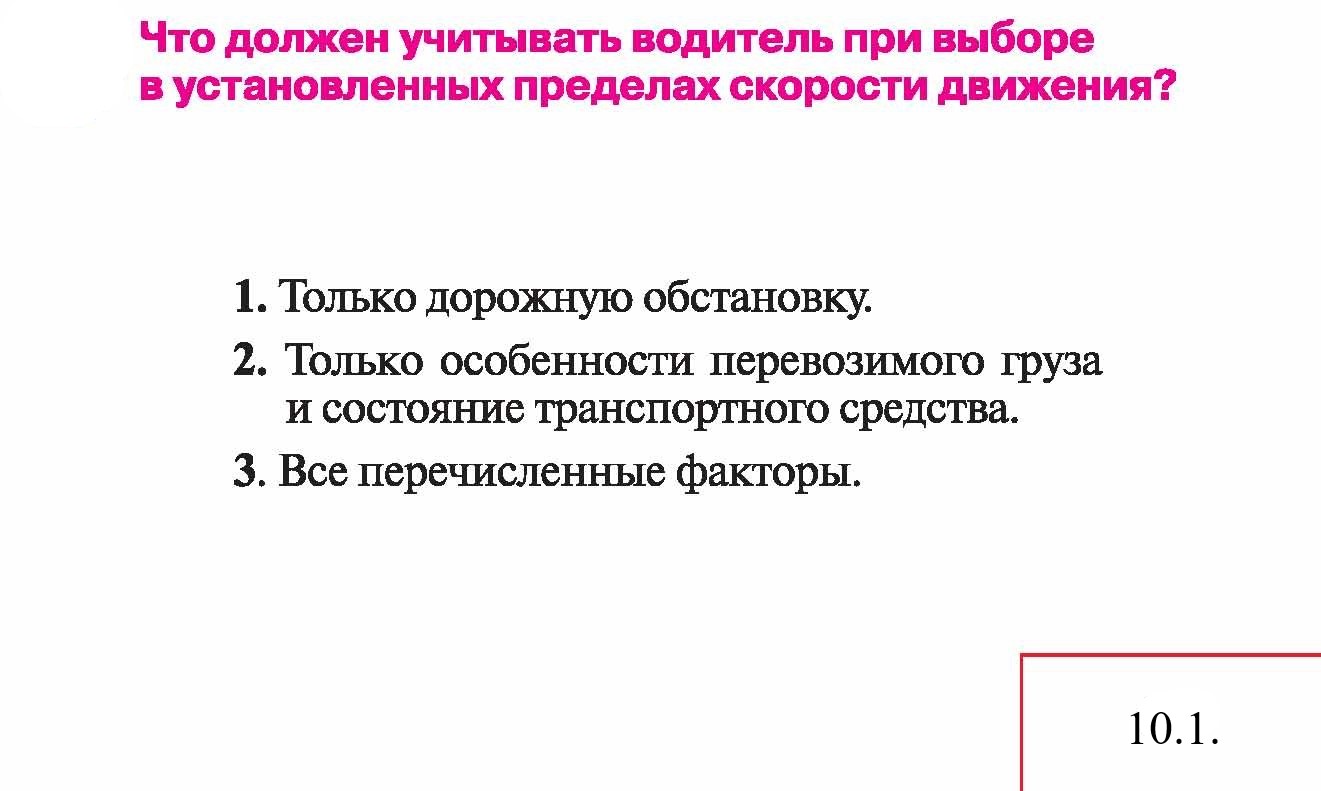 Что должен учитывать водитель при выборе
в установленных пределах скорости движения?
1. Только дорожную обстановку.
2. Только особенности перевозимого груза
и состояние транспортного средства.
3. Все перечисленные факторы.
10.1.